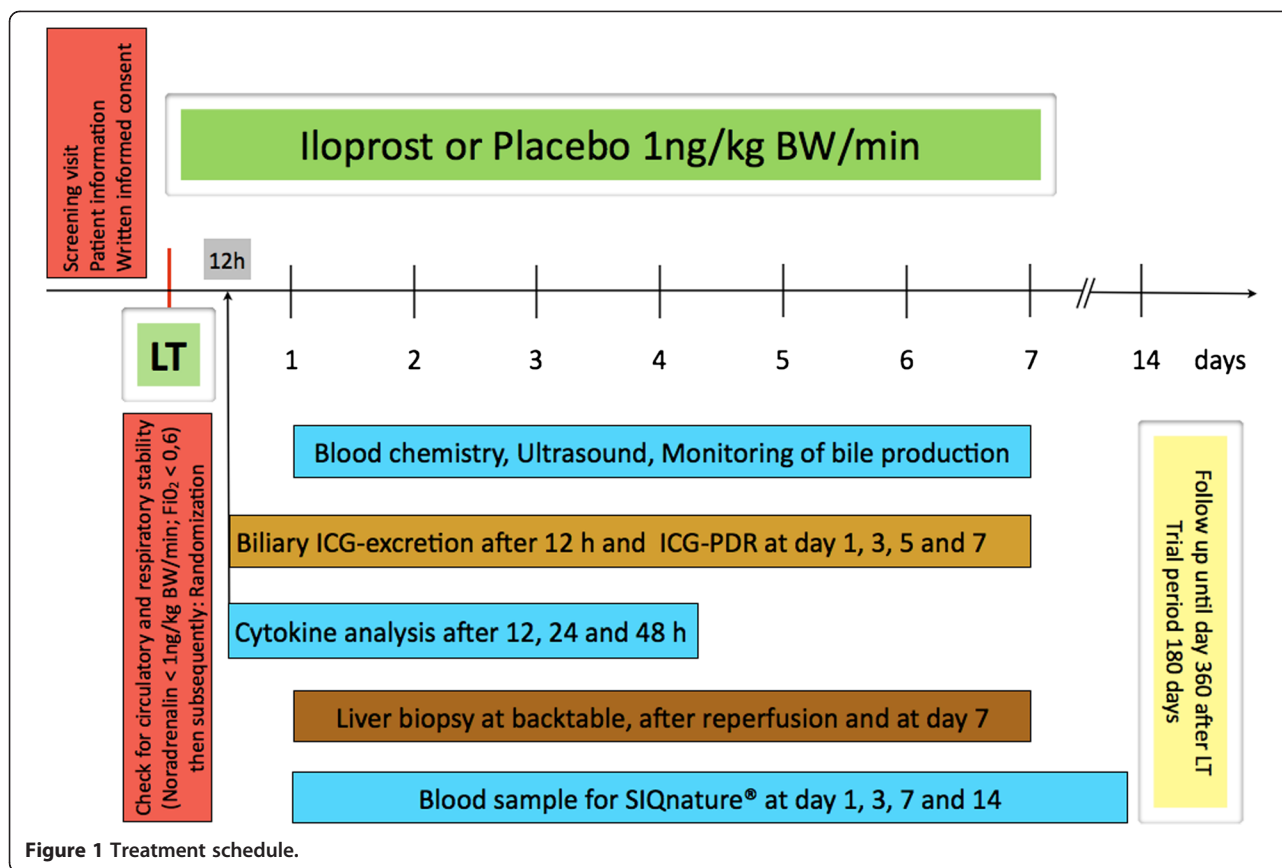 Screening visit
Patient information
Written informed consent
Iloprost or Placebo 1ng/kg BW/min
12h
LT
1 2 3 4 5 6 7 14 days
Check for circulatory and respiratory stability
(Noradrenalin < 1ng/kg BW/min; FiO₂ < 0,6)
then subsequently: Randomization
Blood chemistry, Ultrasound, Monitoring of bile production
Biliary ICG-excretion after 12 h and ICG-PDR at day 1, 3, 5 and 7
Cytokine analysis after 12, 24 and 48 h
Liver biopsy at backtable, after reperfusion and at day 7
Blood sample for SIQnature® at day 1, 3, 7 and 14
Follow up until day 360 after LT
Trial period 180 days
Figure 1 Treatment schedule.